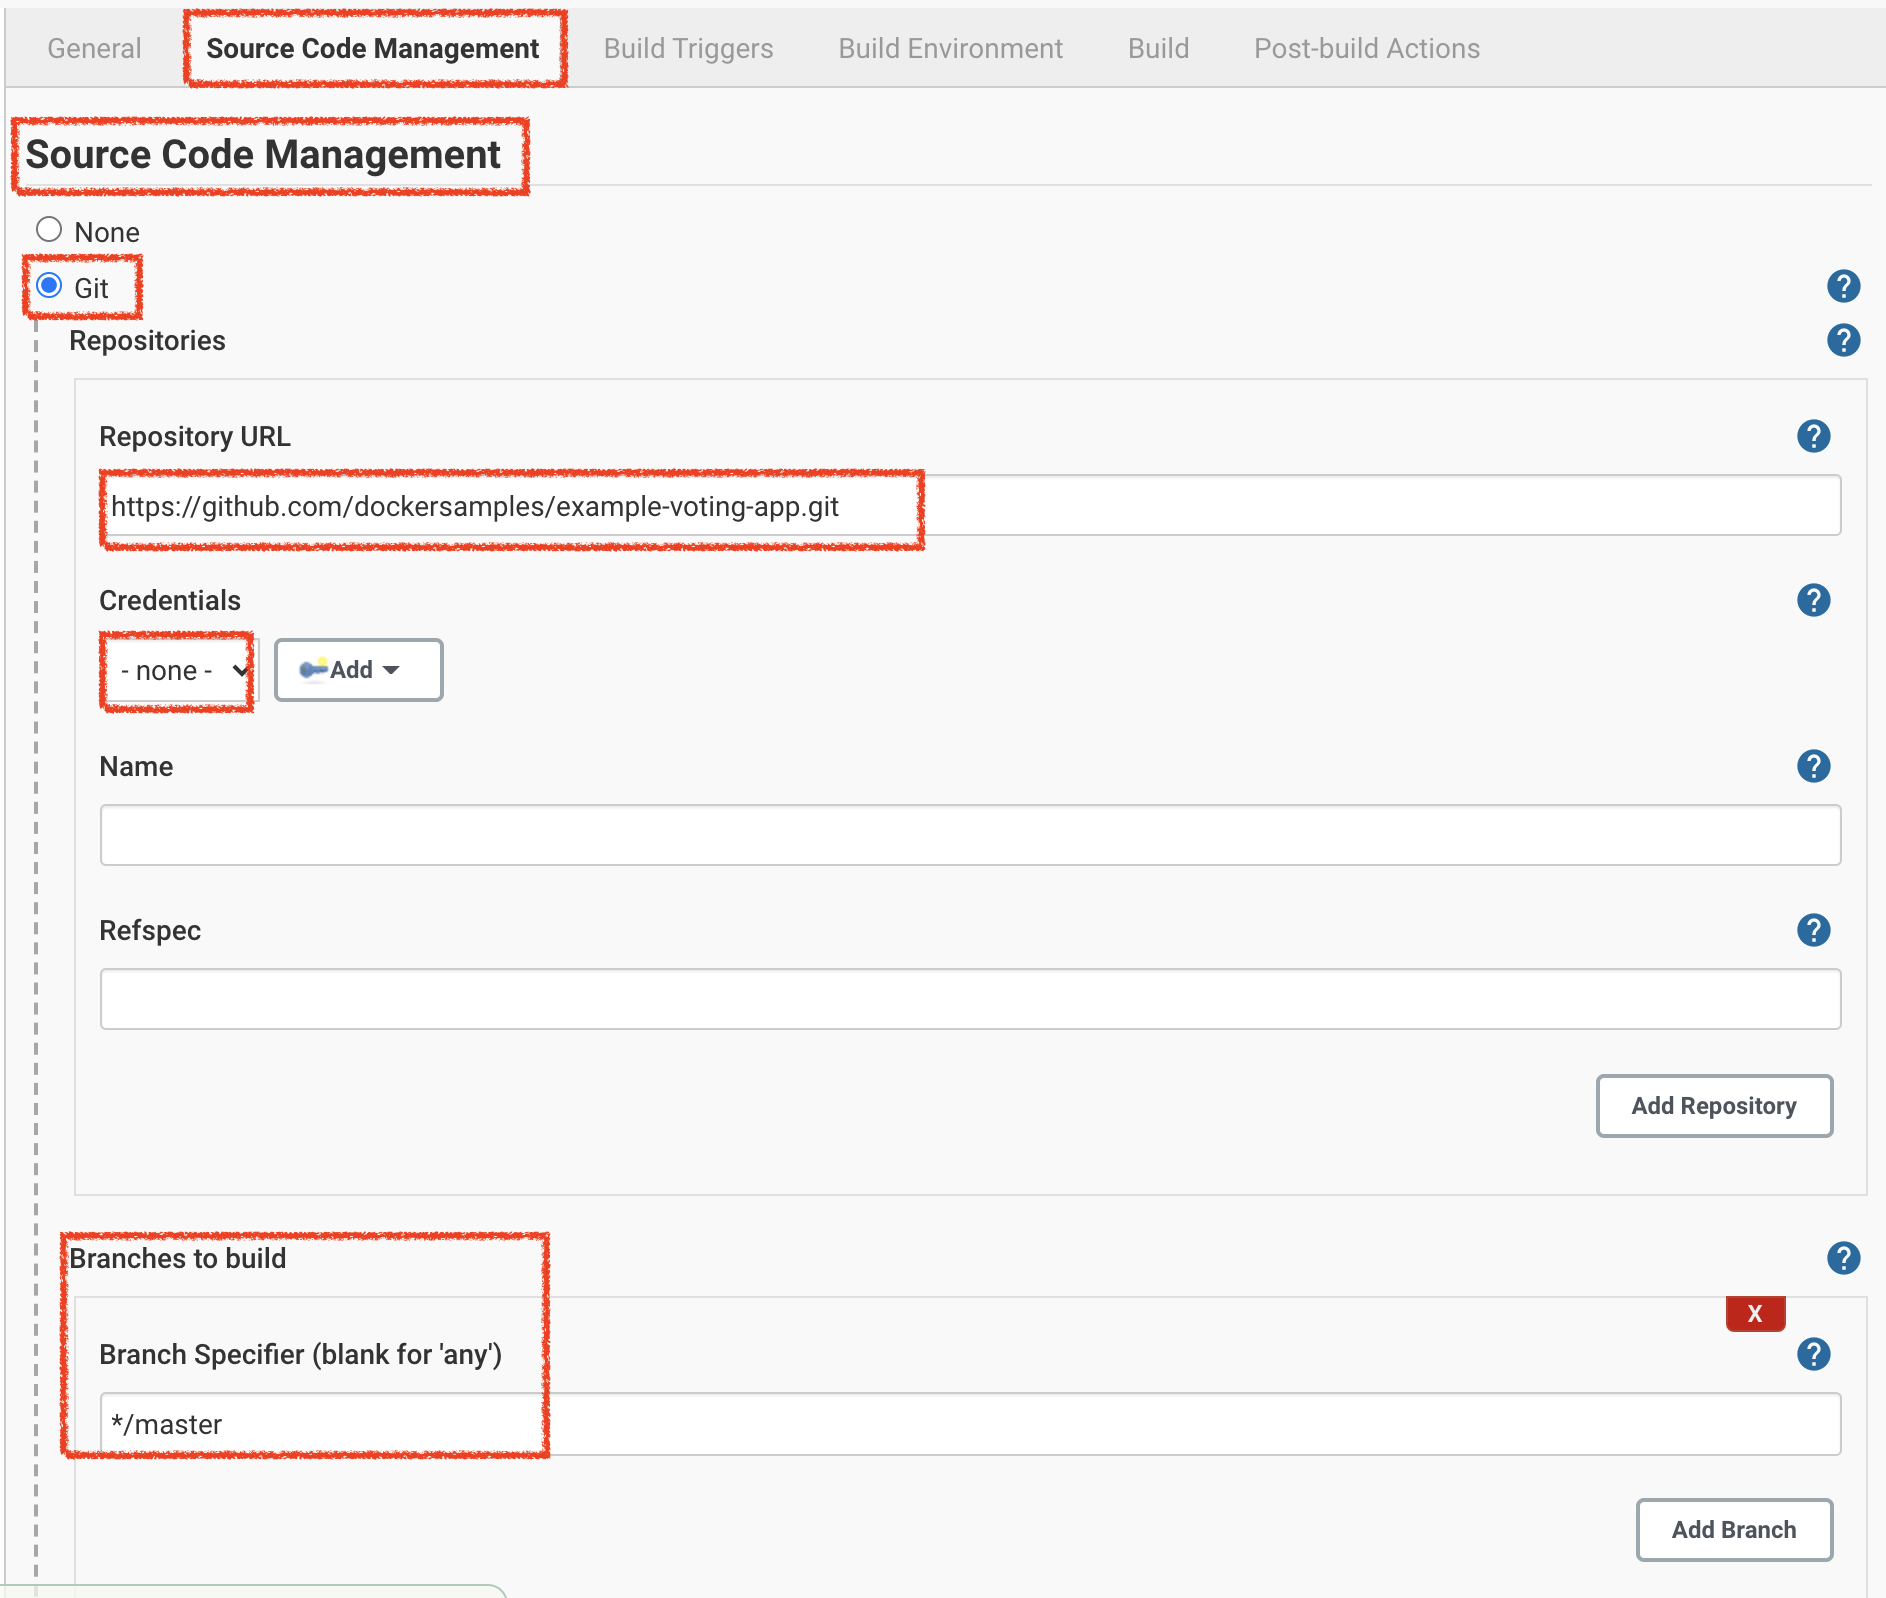 General Source Code Management Build Triggers Build Environment Build Post-build Actions
Source Code Management
None
Git
?
Repositories
?
Repository URL
?
https://github.com/dockersamples/example-voting-app.git
Credentials
?
- none -
Add
Name
?
Refspec
?
Add Repository
Branches to build
?
X
Branch Specifier (blank for 'any')
?
*/master
Add Branch